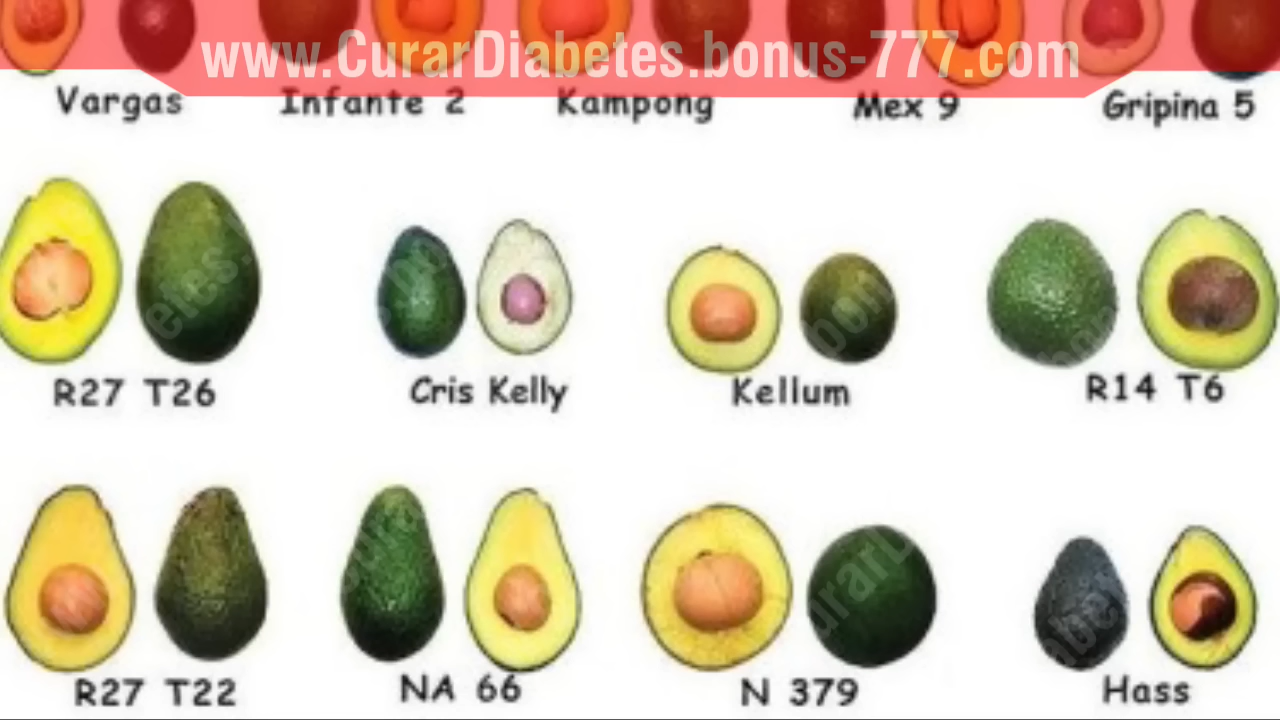 www.CurarDiabetes.bonus-777.com
Vargas Infante 2 Kampong Mex 9 Gripina 5
R27 T26 Cris Kelly Kellum R14 T6
R27 T22 NA 66 N 379 Hass